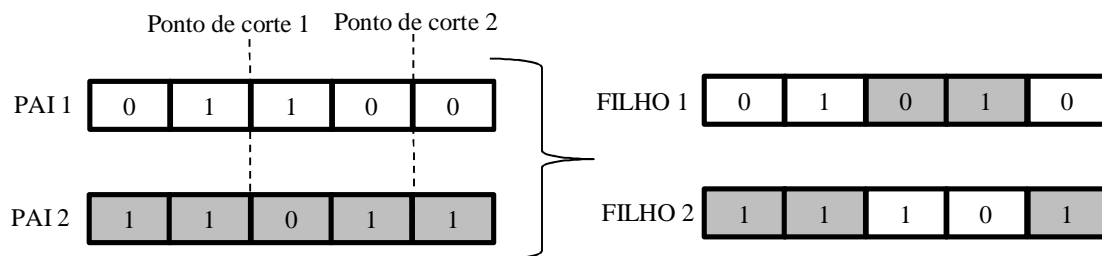 Ponto de corte 1 Ponto de corte 2
PAI 1 0 1 1 0 0
FILHO 1 0 1 0 1 0
PAI 2 1 1 0 1 1
FILHO 2 1 1 1 0 1